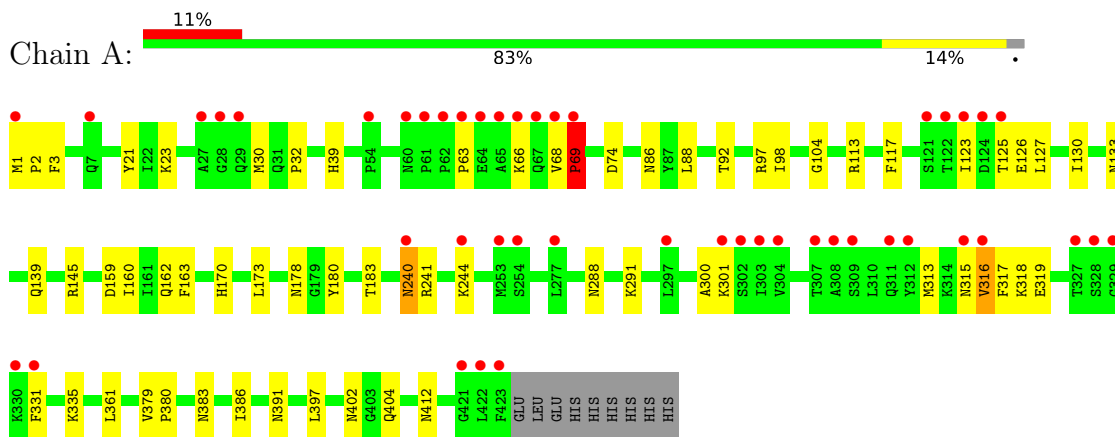 11%
Chain A:
83% 14% •
M1 P2 F3 Q7 Y21 I22 K23 A27 G28 Q29 M30 Q31 P32 H39 P54 N60 P61 P62 P63 E64 A65 K66 Q67 V68 P69 D74 N86 Y87 L88 T92 R97 I98 G104 R113 F117 S121 T122 I123 D124 T125 E126 L127 I130 N133
Q139 R145 D159 I160 I161 Q162 F163 H170 L173 N178 G179 Y180 T183 N240 R241 K244 M253 S254 L277 N288 K291 L297 A300 K301 S302 I303 V304 T307 A308 S309 L310 Q311 Y312 M313 K314 N315 V316 F317 K318 E319 T327 S328 G329
K330 F331 K335 L361 V379 P380 N383 I386 N391 L397 N402 G403 Q404 N412 G421 L422 F423 GLU LEU GLU HIS HIS HIS HIS HIS HIS